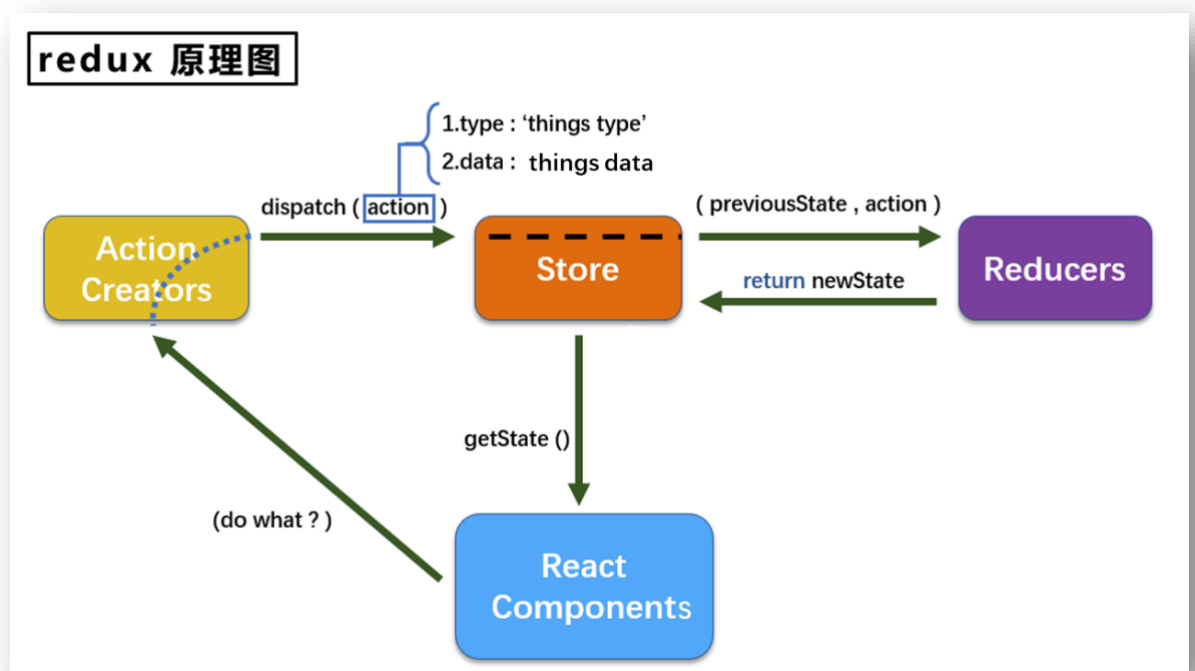 redux 原理图
1.type : ‘things type’
2.data : things data
dispatch ( action )
( previousState , action )
Action
Creators
Store
Reducers
return newState
getState ()
(do what ? )
React
Components